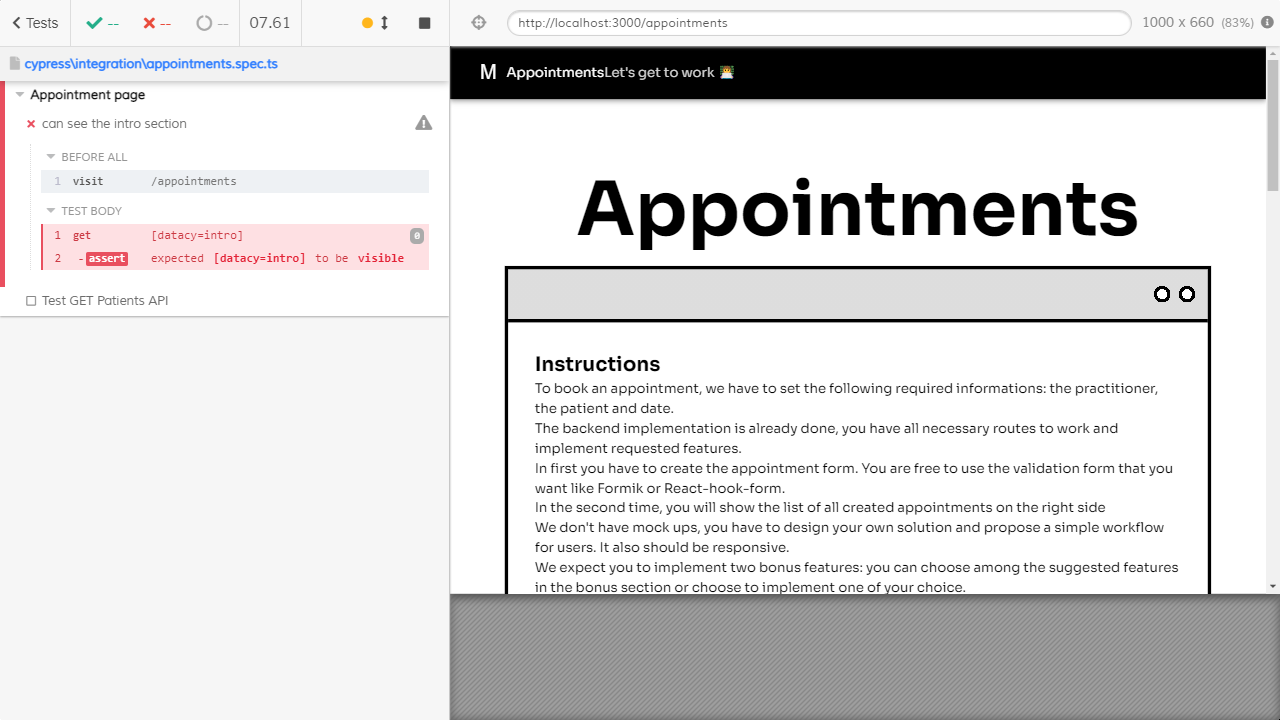 Tests
--
--
--
07.61
http://localhost:3000/appointments
1000 x 660 (83%)
cypress\integration\appointments.spec.ts
Appointment page
can see the intro section
BEFORE ALL
1 visit /appointments
TEST BODY
1 get [datacy=intro] 0
2 -assert expected [datacy=intro] to be visible
Test GET Patients API
M AppointmentsLet's get to work 👨🏻‍💻
Appointments
Instructions
To book an appointment, we have to set the following required informations: the practitioner,
the patient and date.
The backend implementation is already done, you have all necessary routes to work and
implement requested features.
In first you have to create the appointment form. You are free to use the validation form that you
want like Formik or React-hook-form.
In the second time, you will show the list of all created appointments on the right side
We don't have mock ups, you have to design your own solution and propose a simple workflow
for users. It also should be responsive.
We expect you to implement two bonus features: you can choose among the suggested features
in the bonus section or choose to implement one of your choice.